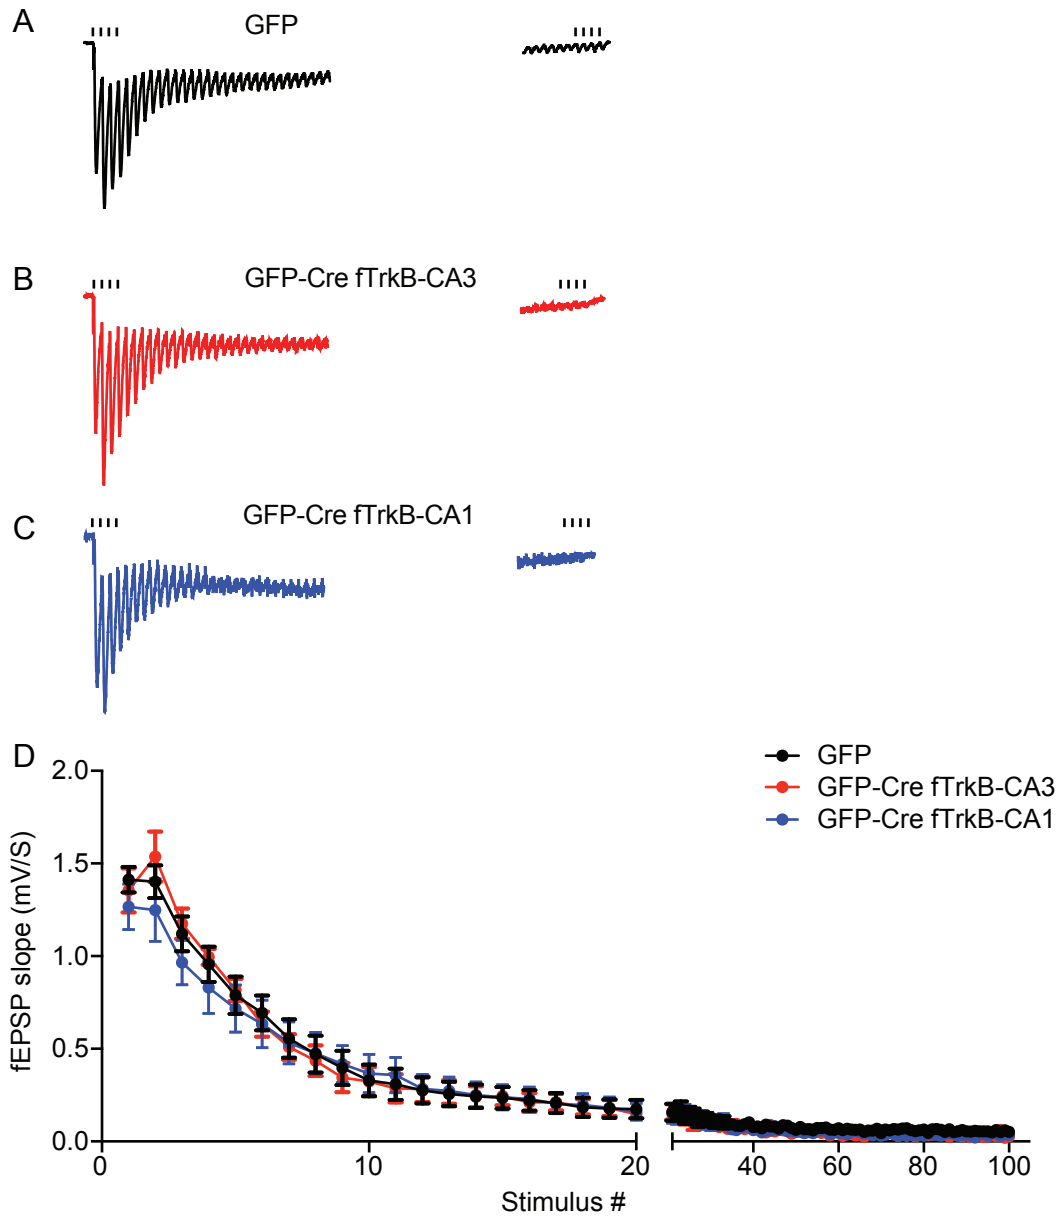 A
GFP
B
GFP-Cre fTrkB-CA3
C
GFP-Cre fTrkB-CA1
D
GFP
GFP-Cre fTrkB-CA3
GFP-Cre fTrkB-CA1
fEPSP slope (mV/S)
2.0
1.5
1.0
0.5
0.0
0 10 20 40 60 80 100
Stimulus #